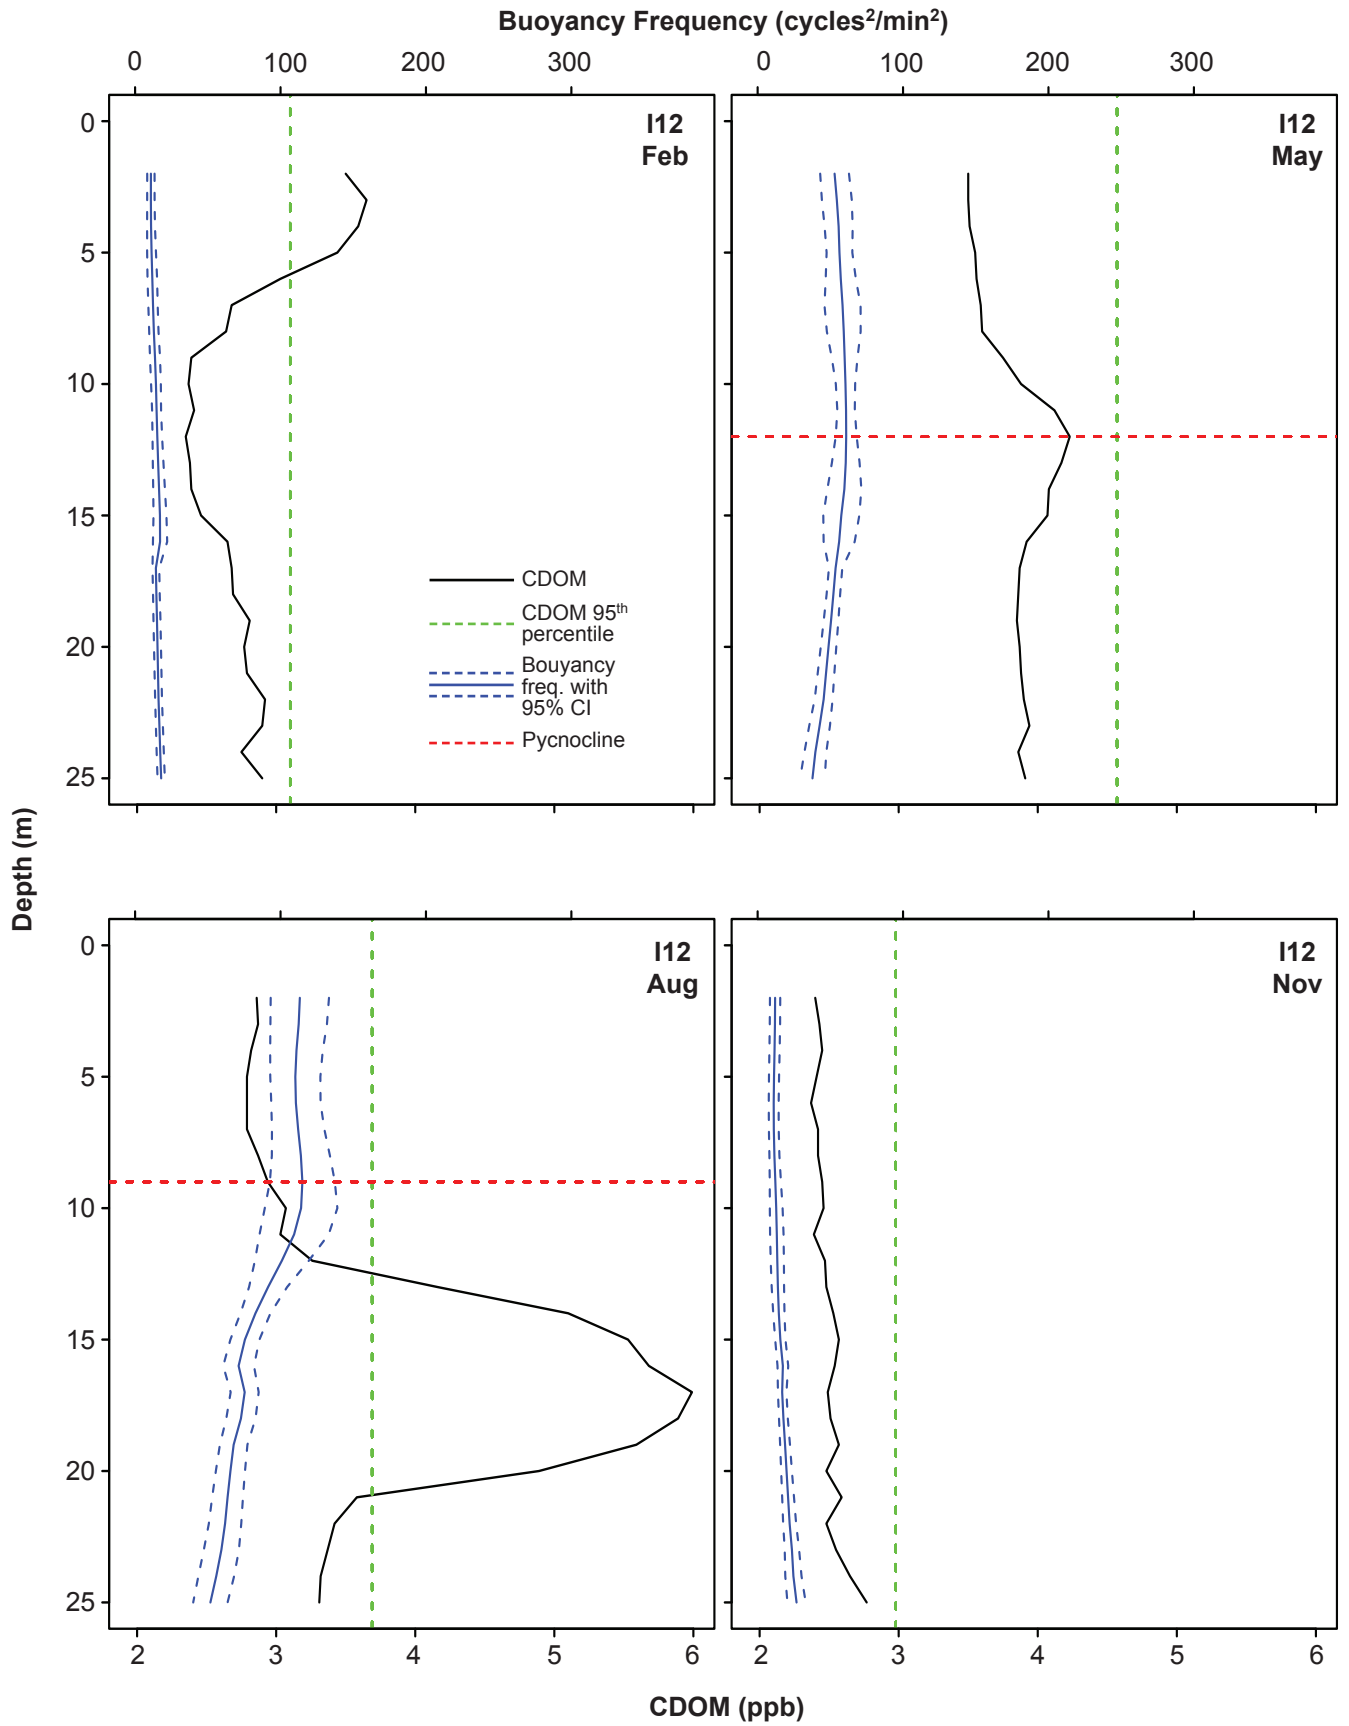 Buoyancy Frequency (cycles²/min²)
0 100 200 300 0 100 200 300
I12
Feb
I12
May
0
5
10
15
20
25
CDOM
CDOM 95th
percentile
Bouyancy
freq. with
95% CI
Pycnocline
Depth (m)
I12
Aug
I12
Nov
0
5
10
15
20
25
2 3 4 5 6 2 3 4 5 6
CDOM (ppb)